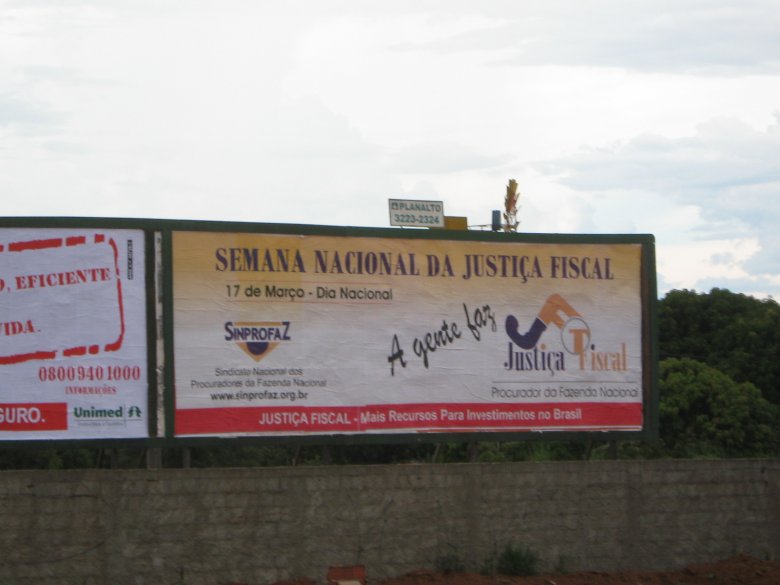 PLANALTO
3223-2324
, EFICIENTE
VIDA.
0800 940 1000
INFORMAÇÕES
GURO.
Unimed
SEMANA NACIONAL DA JUSTIÇA FISCAL
17 de Março - Dia Nacional
SINPROFAZ
Sindicato Nacional dos
Procuradores da Fazenda Nacional
www.sinprofaz.org.br
A gente faz
Justiça Fiscal
Procurador da Fazenda Nacional
JUSTIÇA FISCAL - Mais Recursos Para Investimentos no Brasil